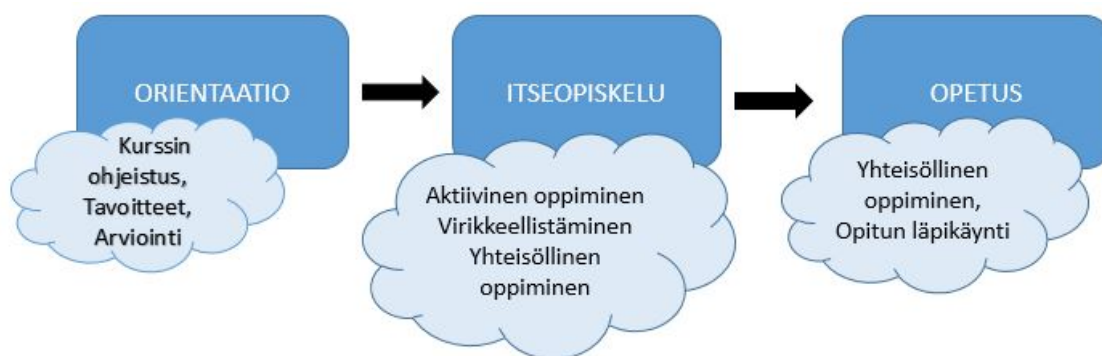 ORIENTAATIO
Kurssin
ohjeistus,
Tavoitteet,
Arviointi
ITSEOPISKELU
Aktiivinen oppiminen
Virikkeellistäminen
Yhteisöllinen
oppiminen
OPETUS
Yhteisöllinen
oppiminen,
Opitun läpikäynti